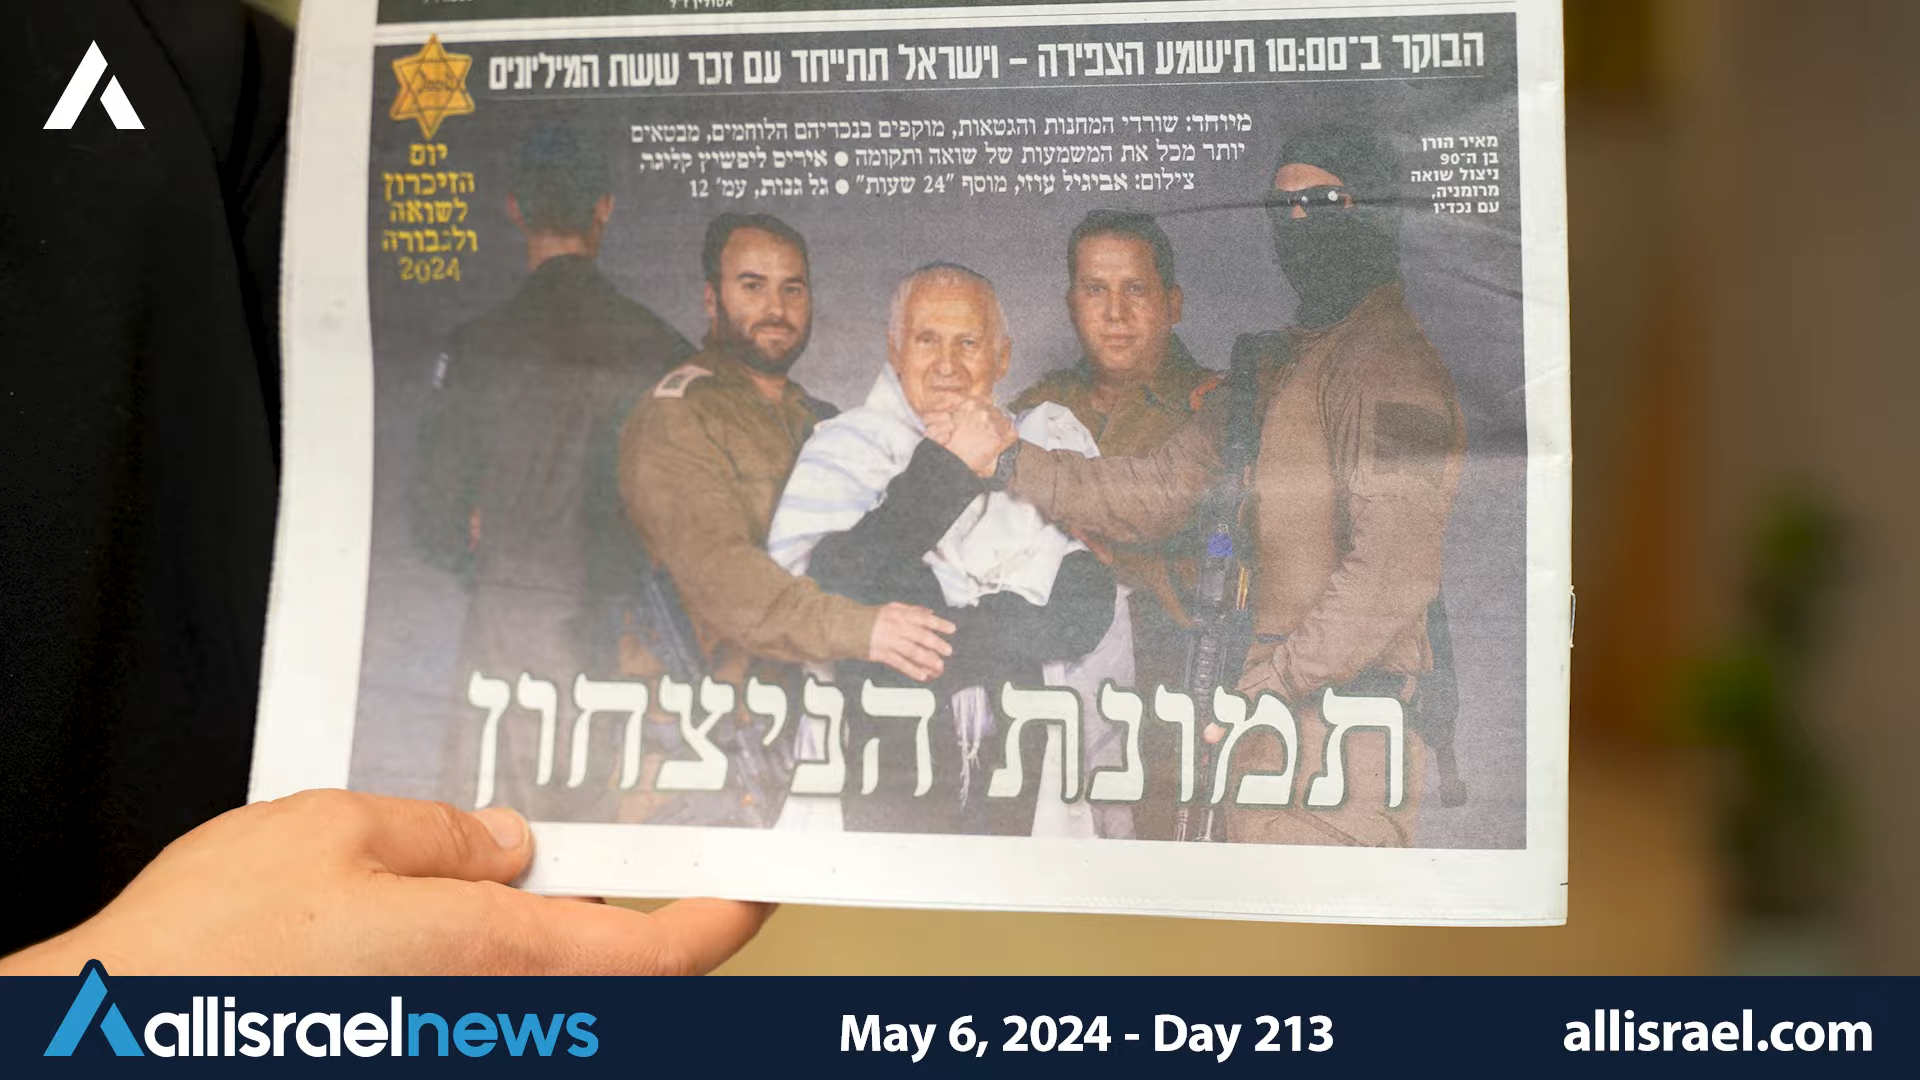 הבוקר ב־10:00 תישמע הצפירה – וישראל תתייחד עם זכר ששת המיליונים
מיוחד: שורדי המחנות והגטאות, מוקפים בנכדיהם הלוחמים, מבטאים
יותר מכל את המשמעות של שואה ותקומה ● איריס ליפשיץ קליגר,
צילום: אביגיל עוזי, מוסף "24 שעות" ● גל גנות, עמ' 12
מאיר הורן
בן ה־90
ניצול שואה
מרומניה,
עם נכדיו
יום
הזיכרון
לשואה
ולגבורה
2024
תמונת הניצחון
allisraelnews
May 6, 2024 - Day 213
allisrael.com